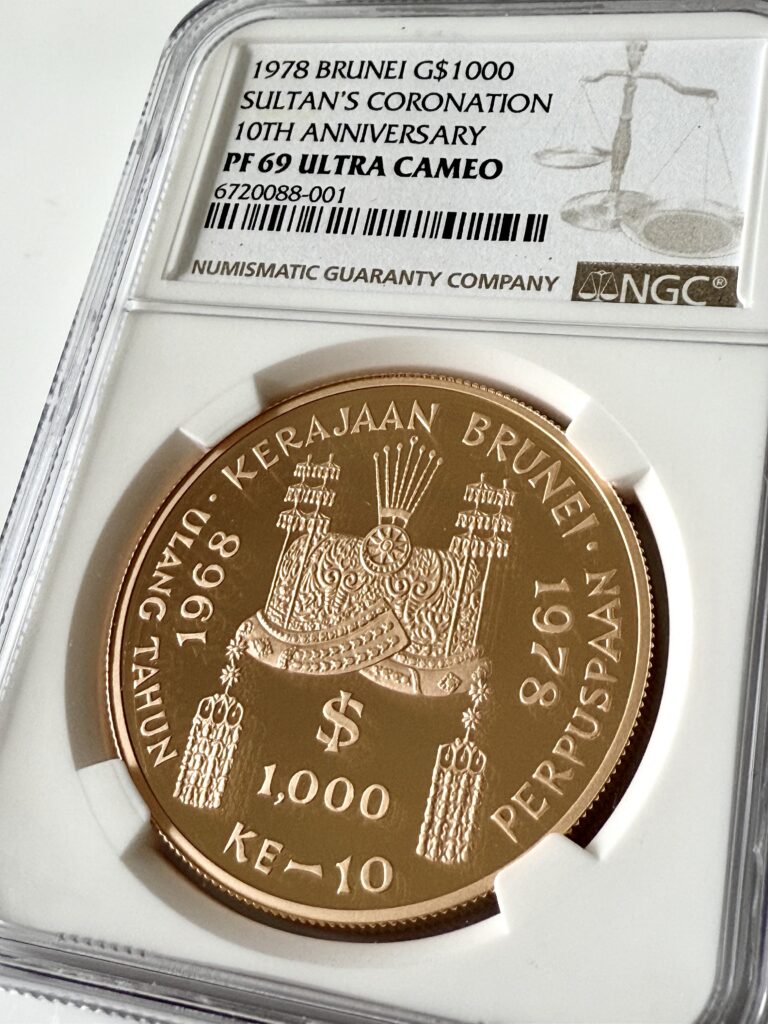 1978 BRUNEI G$1000
SULTAN'S CORONATION
10TH ANNIVERSARY
PF 69 ULTRA CAMEO
6720088-001
NUMISMATIC GUARANTY COMPANY
NGC®
KERAJAAN BRUNEI · PERPUSPAAN
ULANG TAHUN ·
1968
1978
$
1,000
KE-10